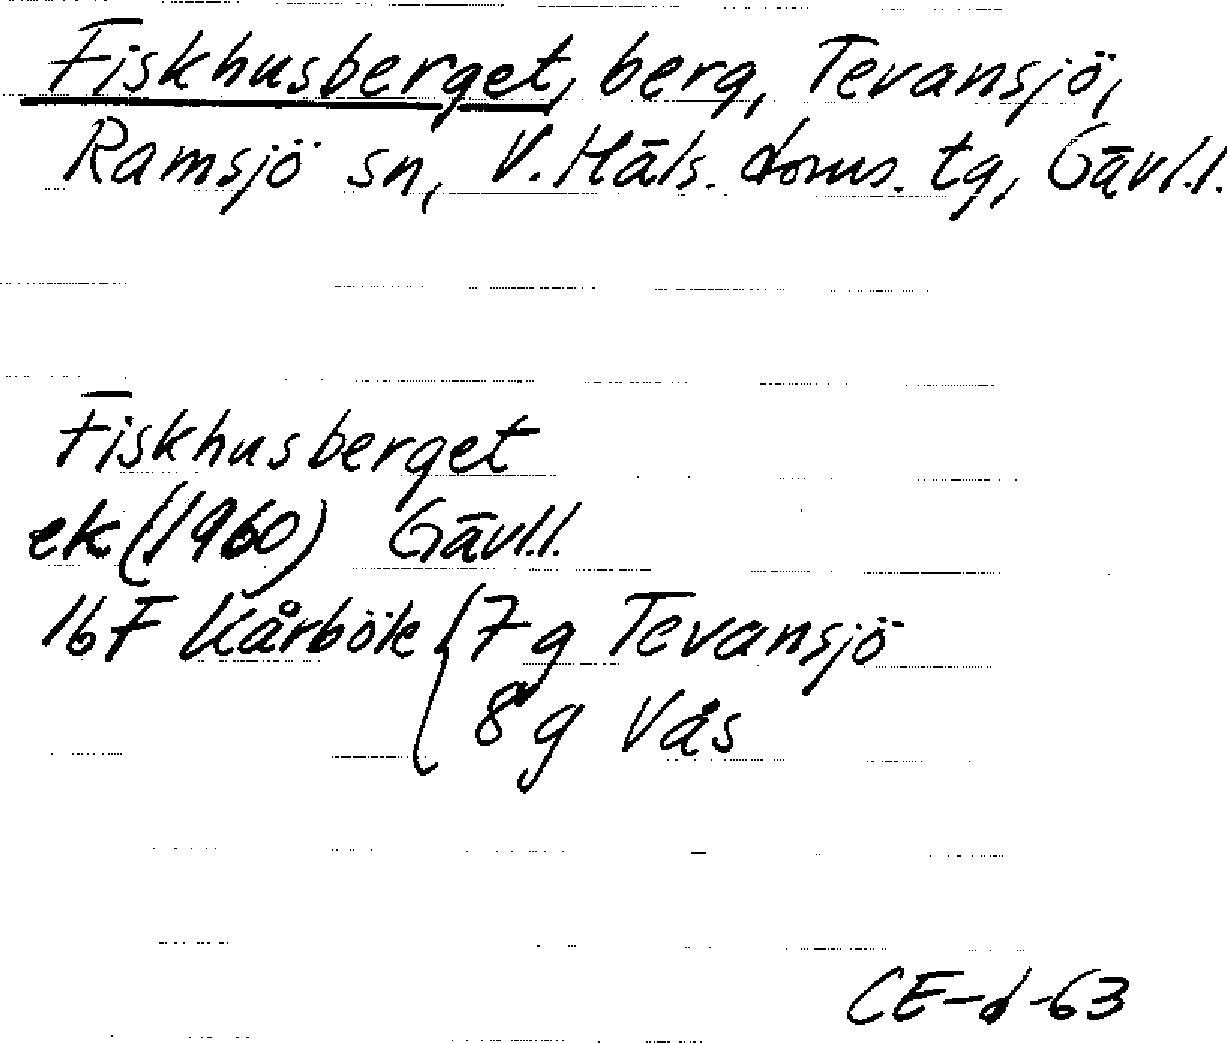 Fiskhusberget, berg, Tevansjö,
Ramsjö sn, V. Häls. doms. tg, Gävl.l.
Fiskhusberget
ek (1960) Gävl.l.
16F Kårböle { 7g Tevansjö
8g Vås
CE-d-63